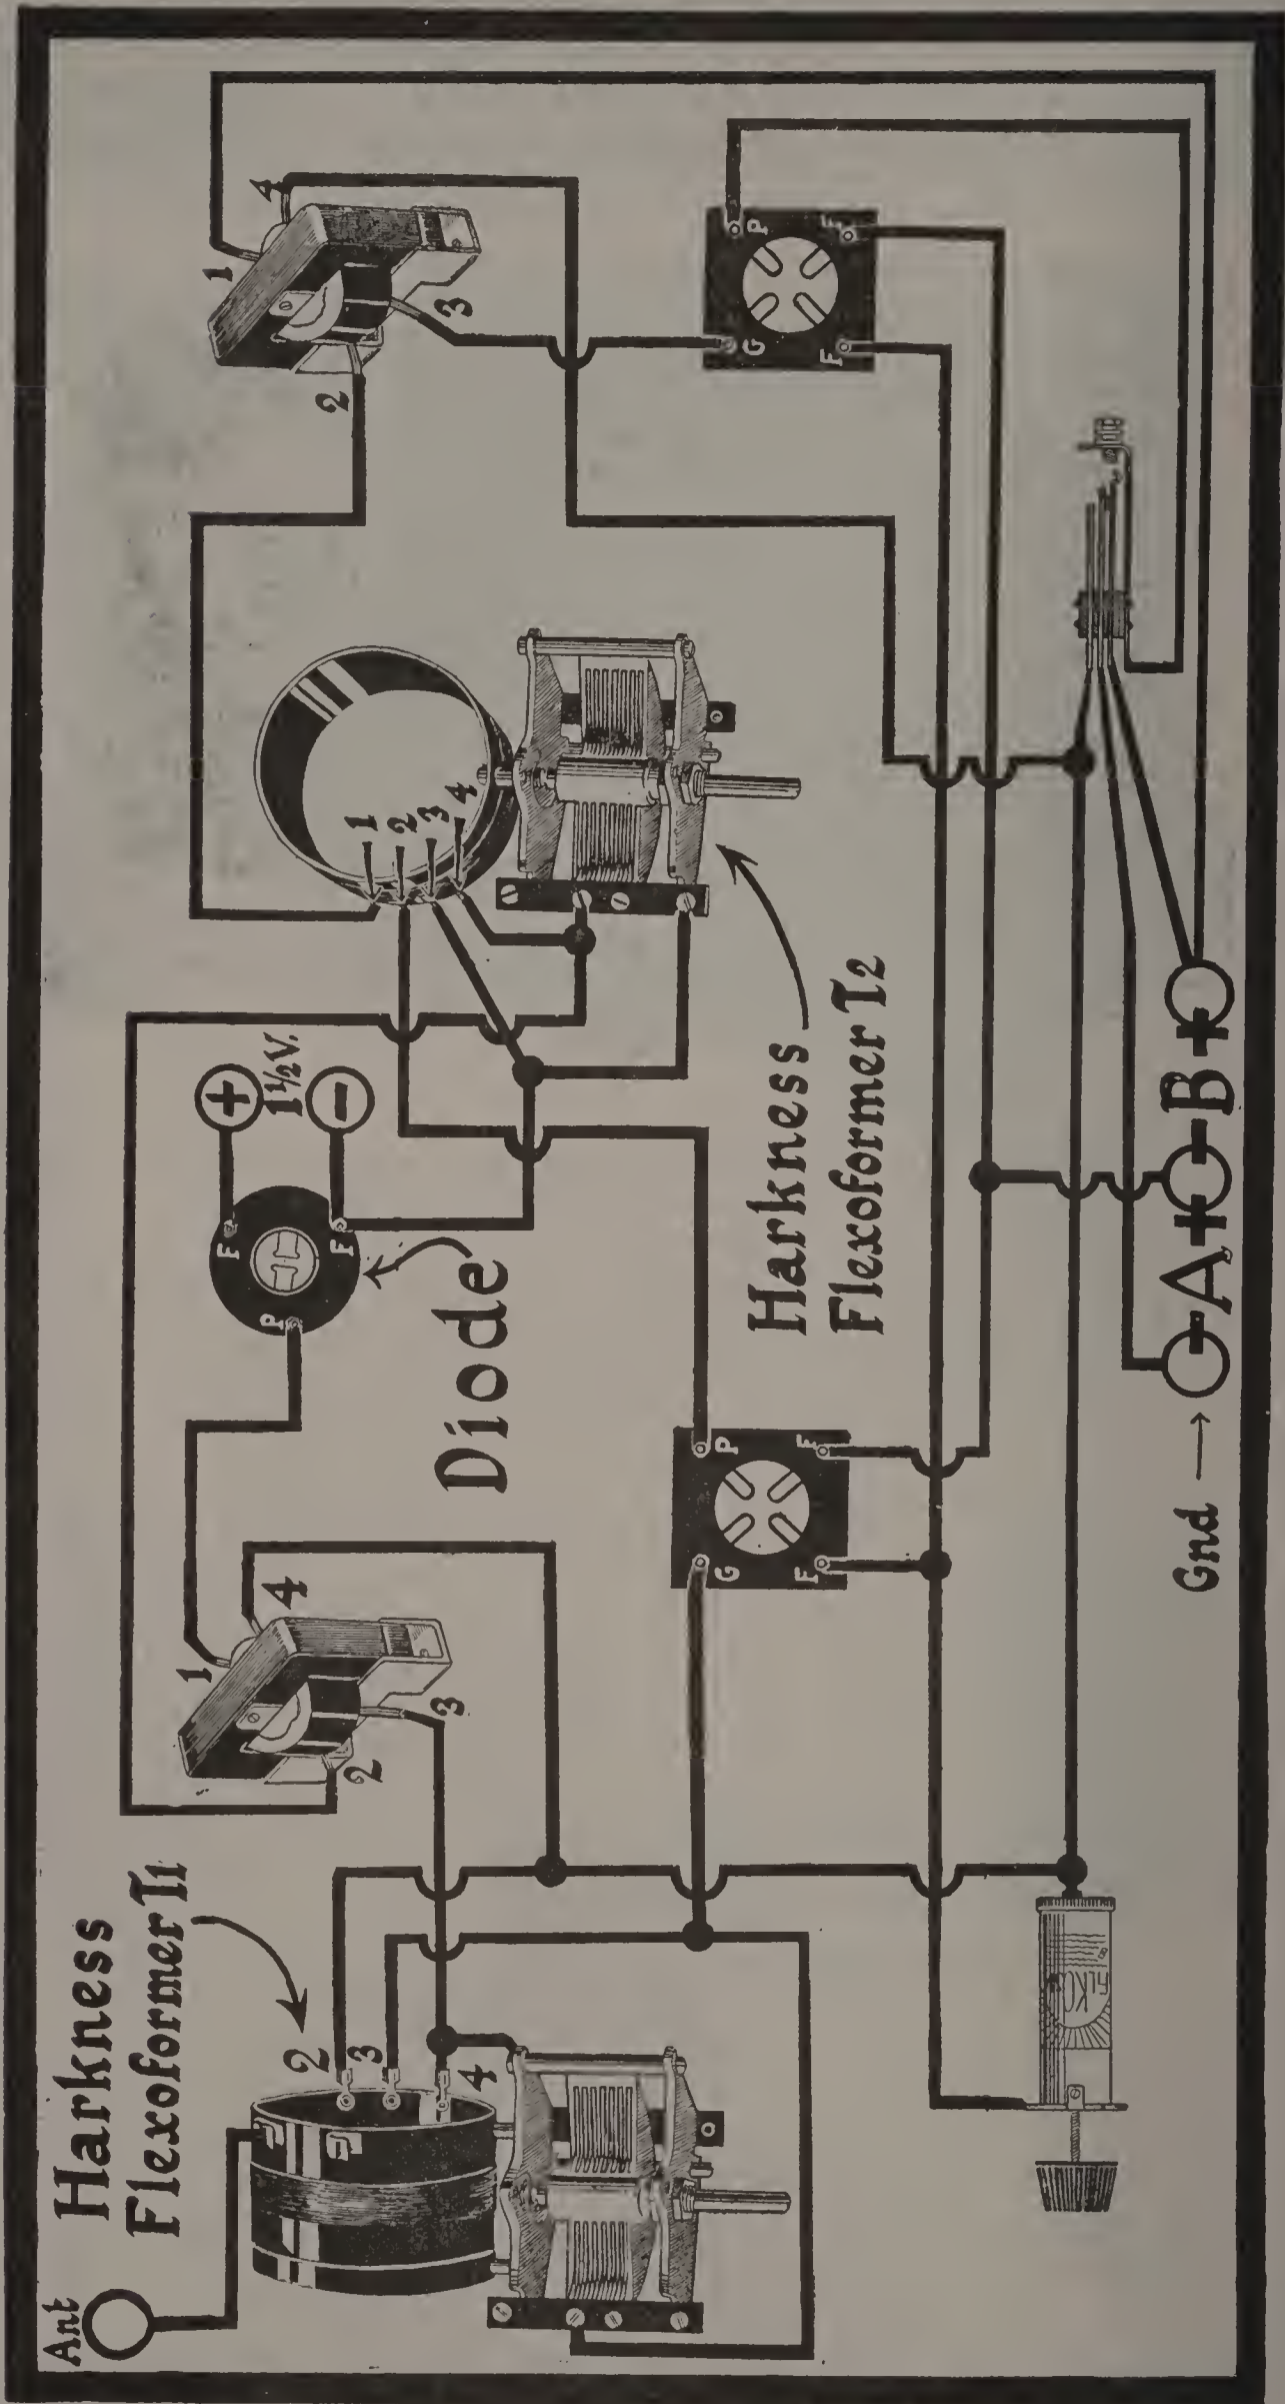 Ant
Harkness
Flexoformer T1
2
3
4
1
4
3
2
Diode
P
F
F
1½V.
+
−
1
2
3
4
Harkness
Flexoformer T2
1
4
3
2
G
P
F
F
G
P
F
F
Gnd →
− A + − B +